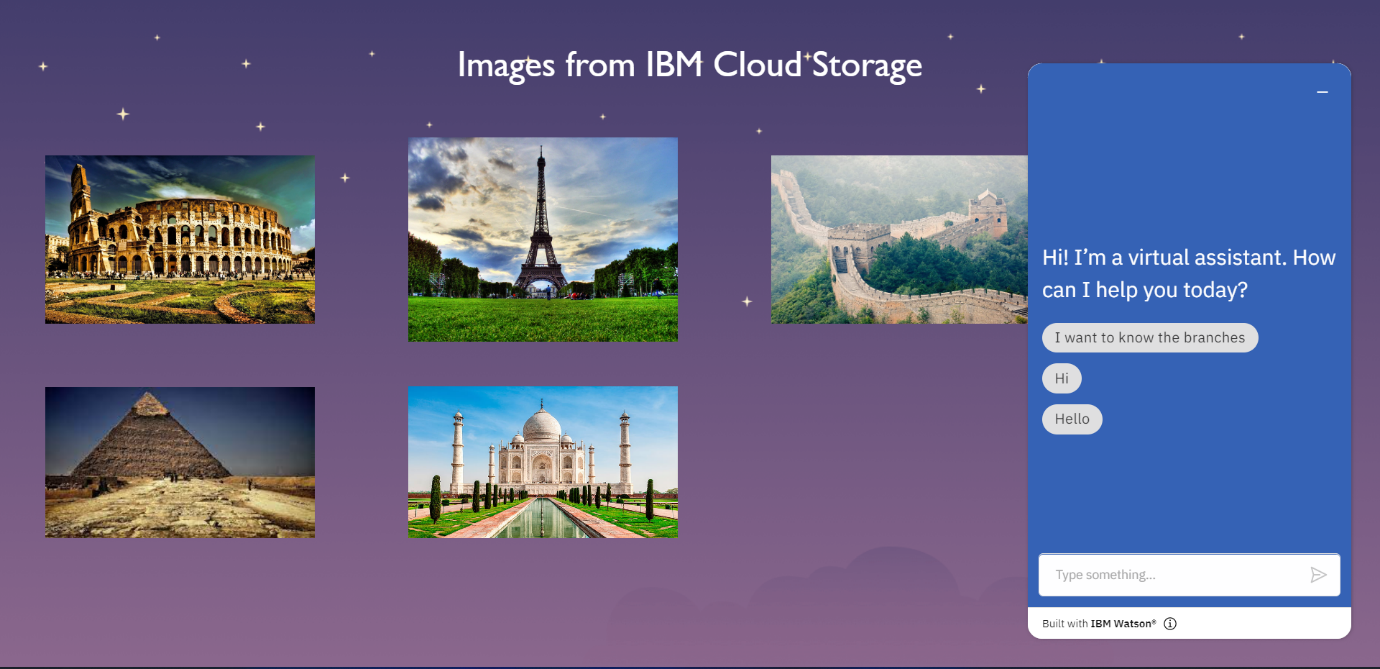 Images from IBM Cloud Storage
Hi! I’m a virtual assistant. How
can I help you today?
I want to know the branches
Hi
Hello
Type something...
Built with IBM Watson®